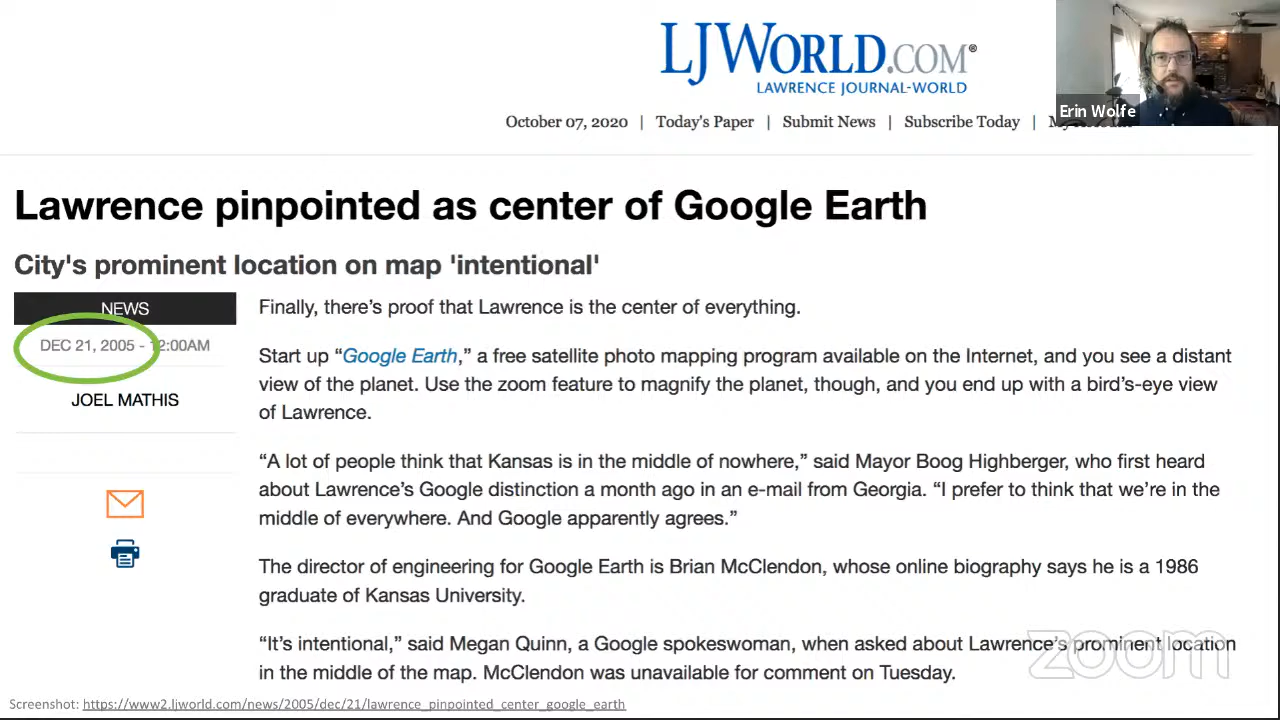 LJWORLD.COM®
LAWRENCE JOURNAL-WORLD
Erin Wolfe
October 07, 2020 | Today's Paper | Submit News | Subscribe Today |
Lawrence pinpointed as center of Google Earth
City's prominent location on map 'intentional'
NEWS
DEC 21, 2005 - 12:00AM
JOEL MATHIS
Finally, there’s proof that Lawrence is the center of everything.
Start up “Google Earth,” a free satellite photo mapping program available on the Internet, and you see a distant
view of the planet. Use the zoom feature to magnify the planet, though, and you end up with a bird’s-eye view
of Lawrence.
“A lot of people think that Kansas is in the middle of nowhere,” said Mayor Boog Highberger, who first heard
about Lawrence’s Google distinction a month ago in an e-mail from Georgia. “I prefer to think that we’re in the
middle of everywhere. And Google apparently agrees.”
The director of engineering for Google Earth is Brian McClendon, whose online biography says he is a 1986
graduate of Kansas University.
“It’s intentional,” said Megan Quinn, a Google spokeswoman, when asked about Lawrence’s prominent location
in the middle of the map. McClendon was unavailable for comment on Tuesday.
zoom
Screenshot: https://www2.ljworld.com/news/2005/dec/21/lawrence_pinpointed_center_google_earth